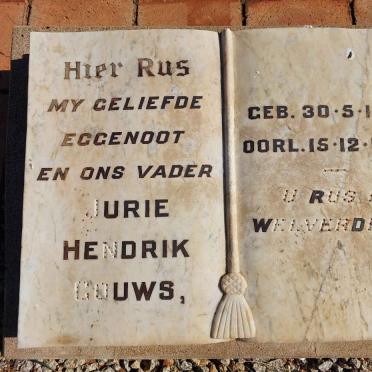 Hier Rus
MY GELIEFDE
EGGENOOT
EN ONS VADER
JURIE
HENDRIK
GOUWS,
GEB. 30·5·1
OORL. 15·12·
U RUS